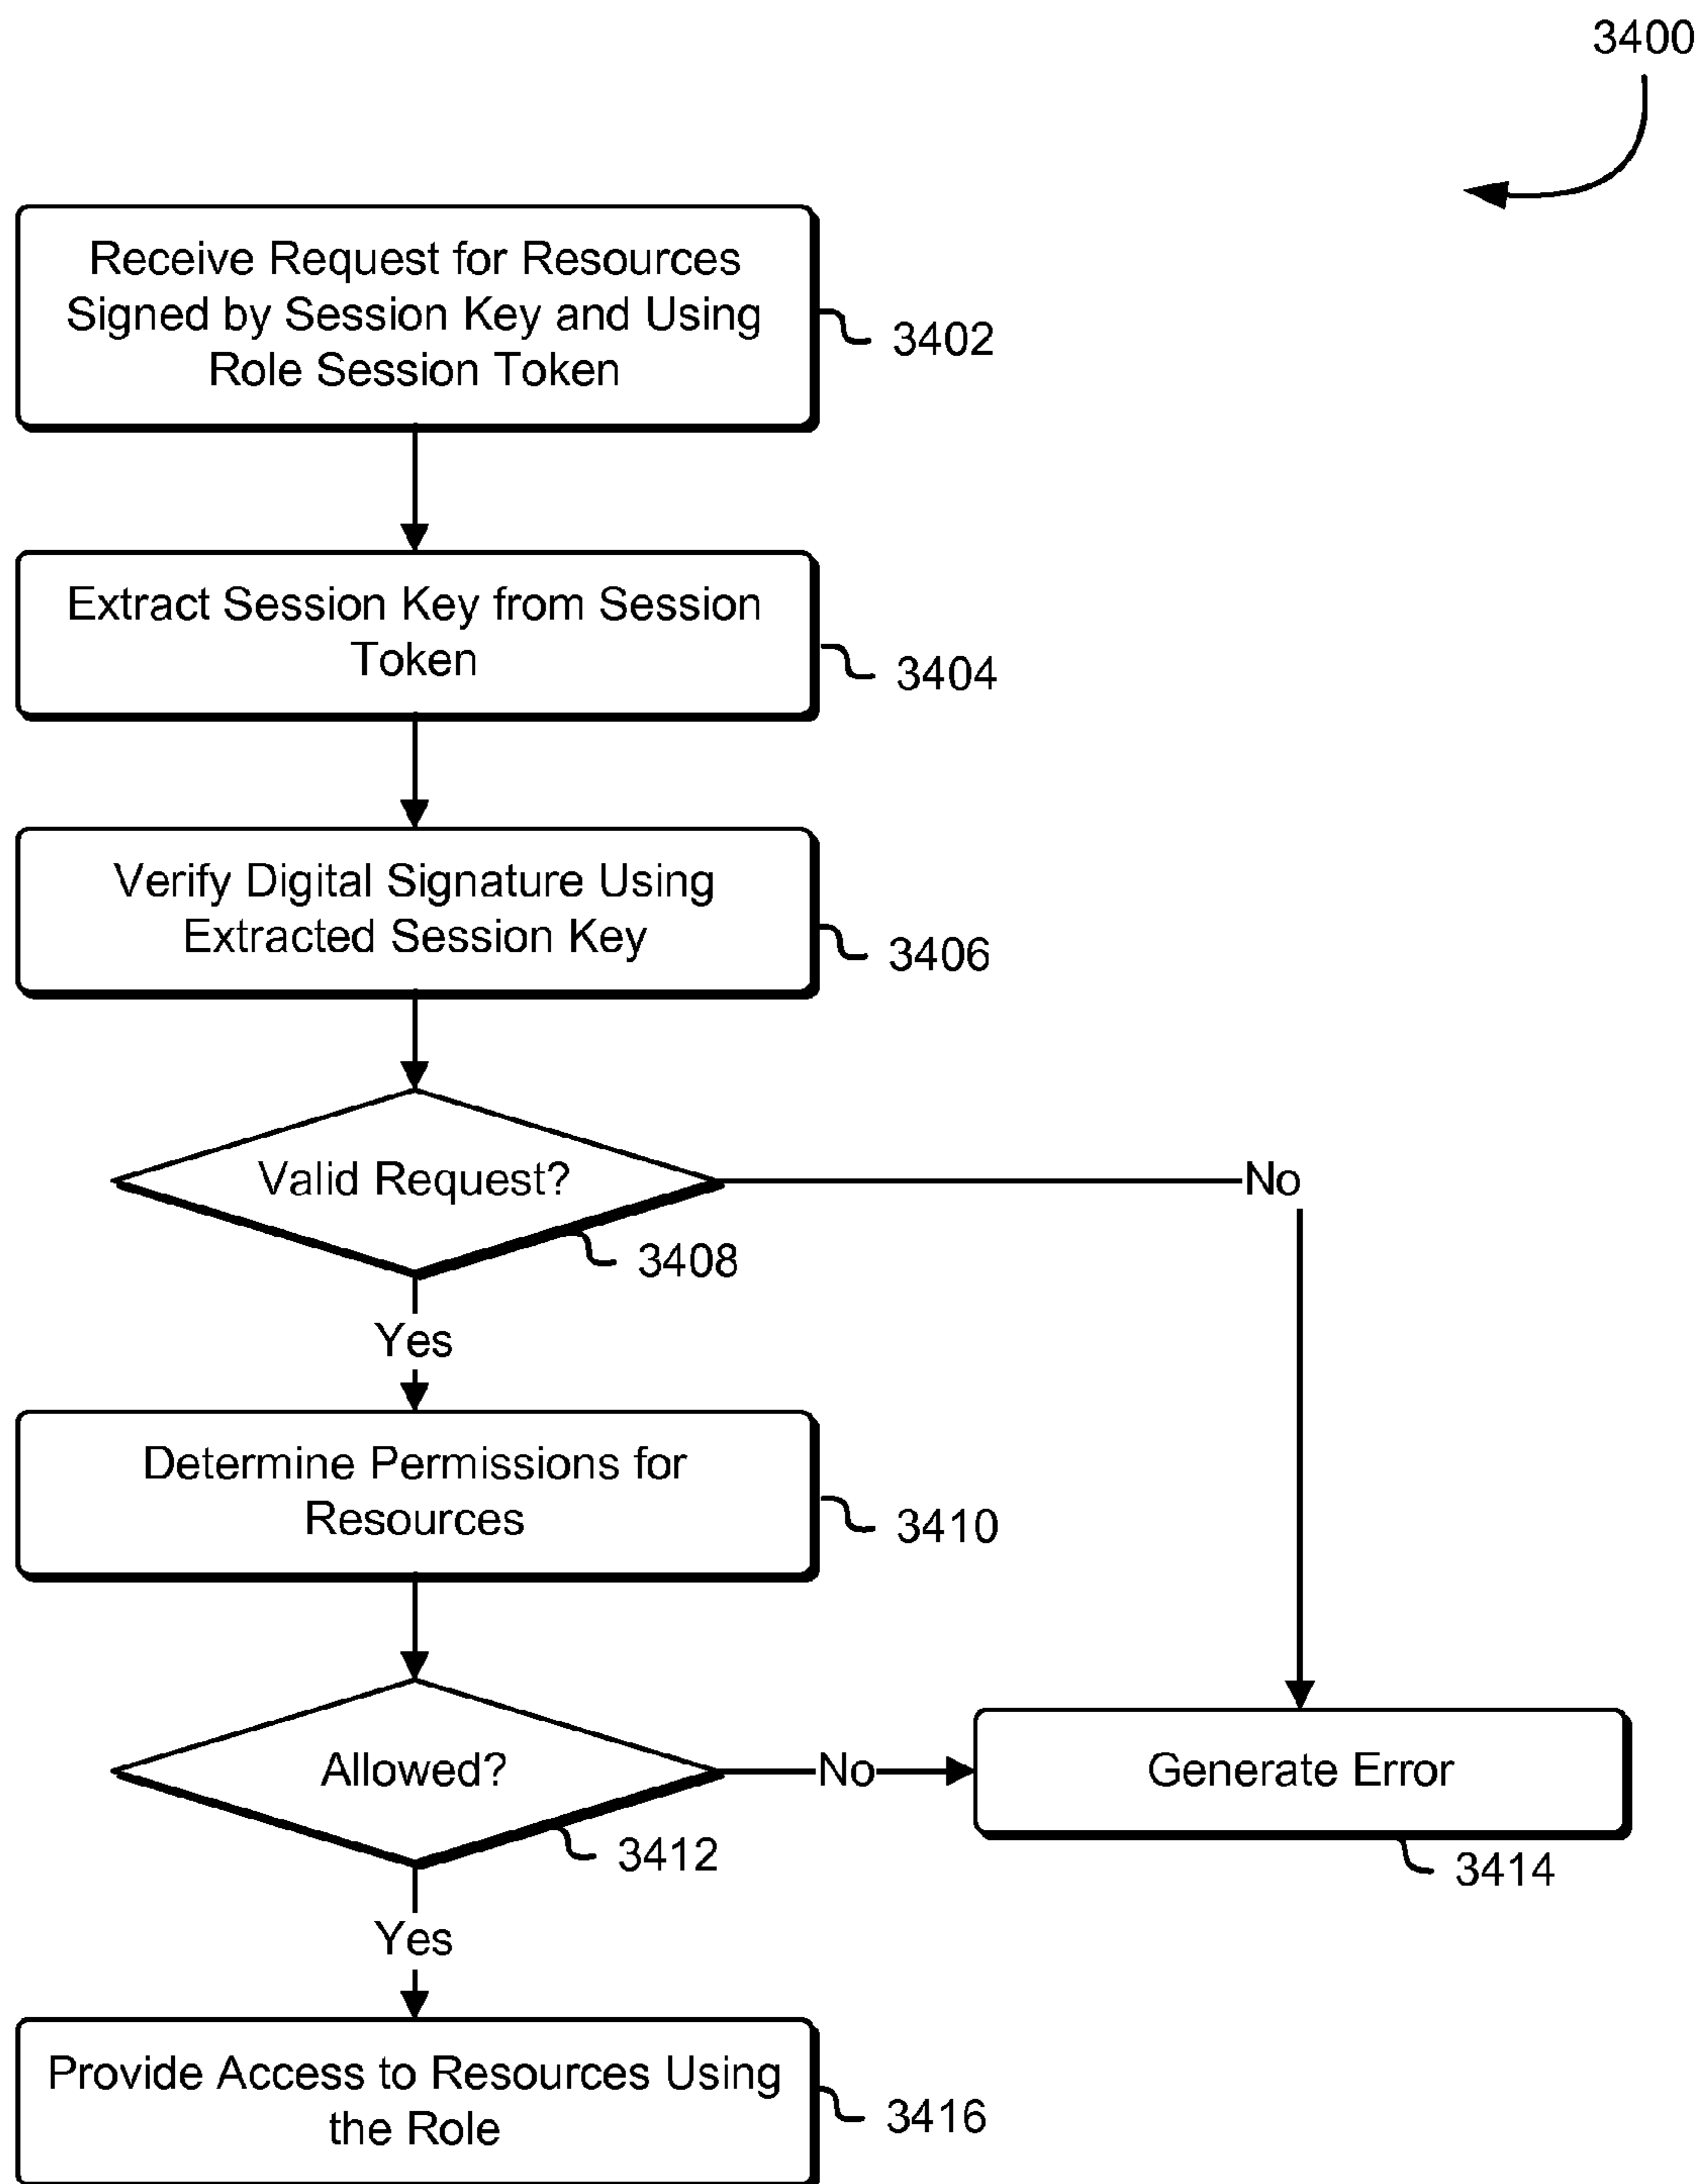 3400
Receive Request for Resources
Signed by Session Key and Using
Role Session Token
3402
Extract Session Key from Session
Token
3404
Verify Digital Signature Using
Extracted Session Key
3406
Valid Request?
No
3408
Yes
Determine Permissions for
Resources
3410
Allowed?
No
Generate Error
3412
3414
Yes
Provide Access to Resources Using
the Role
3416